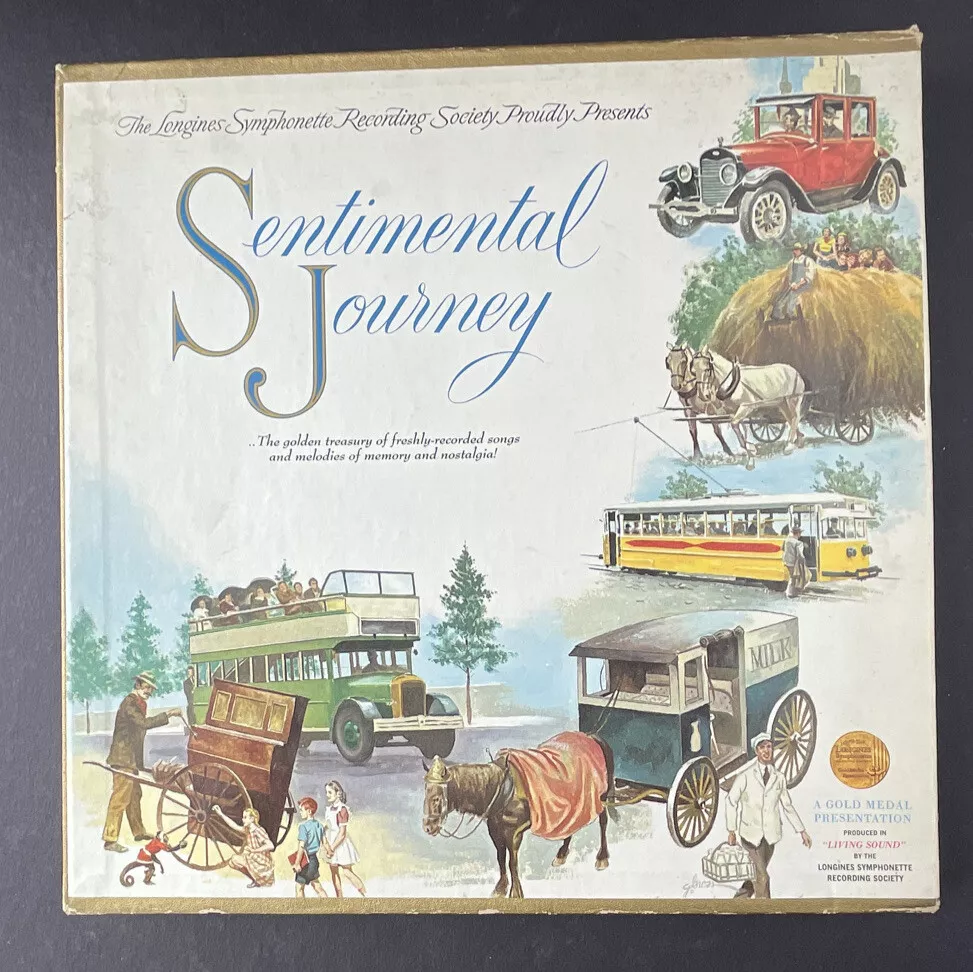 The Longines Symphonette Recording Society Proudly Presents
Sentimental
Journey
..The golden treasury of freshly-recorded songs
and melodies of memory and nostalgia!
MILK
A GOLD MEDAL
PRESENTATION
PRODUCED IN
"LIVING SOUND"
BY THE
LONGINES SYMPHONETTE
RECORDING SOCIETY